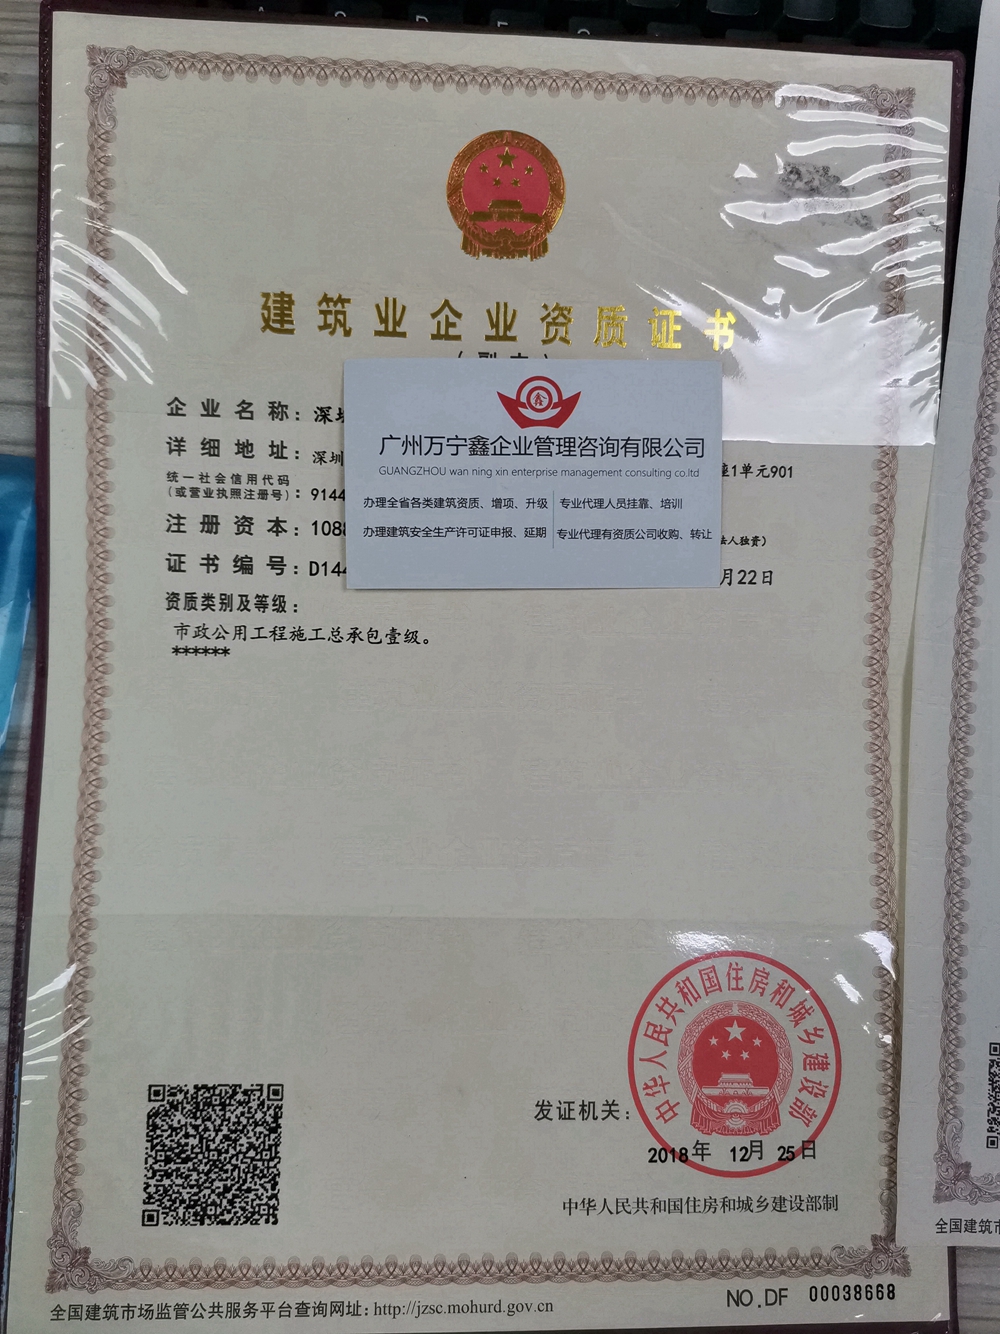 建筑业企业资质证书
企业名称：深
详细地址：深圳
1单元901
统一社会信用代码
（或营业执照注册号）：9144
注册资本：1088
人独资）
证书编号：D144
月22日
资质类别及等级：
市政公用工程施工总承包壹级。
******
鑫
广州万宁鑫企业管理咨询有限公司
GUANGZHOU wan ning xin enterprise management consulting co.ltd
办理全省各类建筑资质、增项、升级 专业代理人员挂靠、培训
办理建筑安全生产许可证申报、延期 专业代理有资质公司收购、转让
中华人民共和国住房和城乡建设部
发证机关：
2018年 12月 25日
中华人民共和国住房和城乡建设部制
全国建筑市场监管公共服务平台查询网址：http://jzsc.mohurd.gov.cn
NO.DF 00038668
全国建筑市